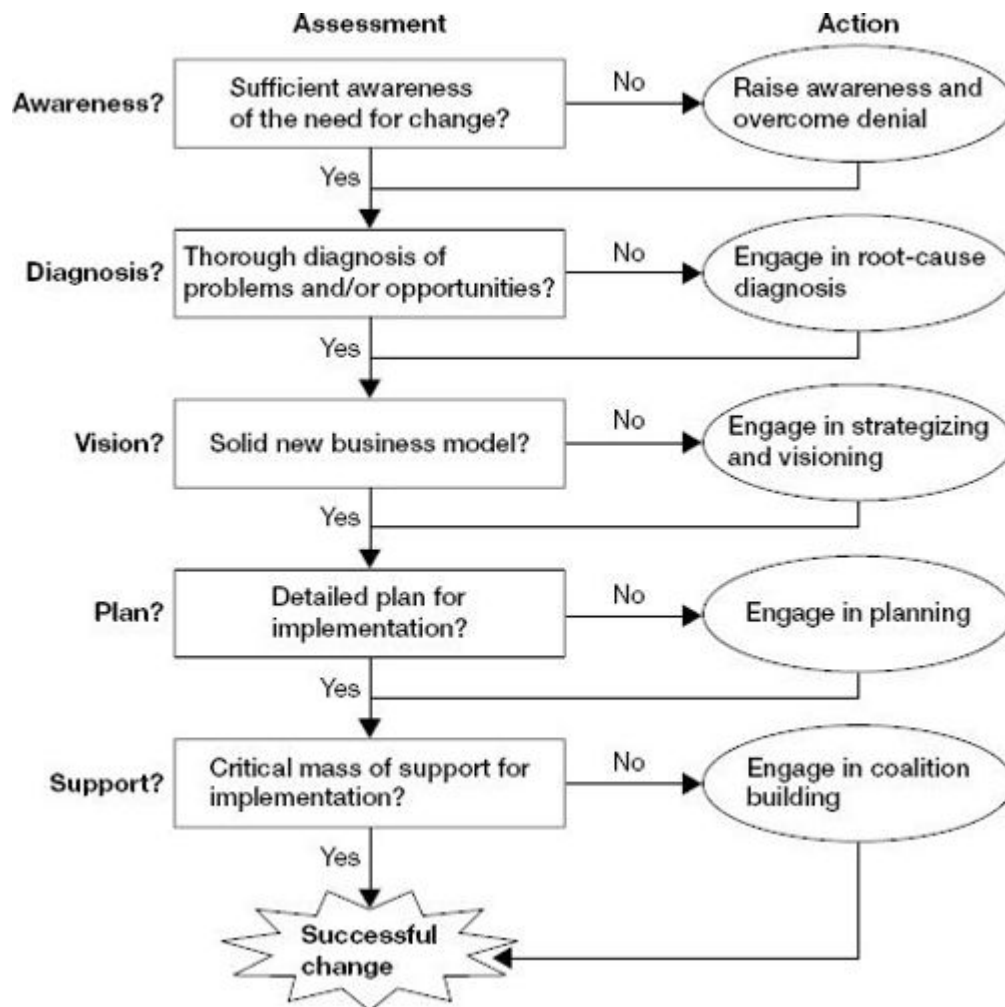 Assessment
Action
Awareness?
Sufficient awareness
of the need for change?
No
Raise awareness and
overcome denial
Yes
Diagnosis?
Thorough diagnosis of
problems and/or opportunities?
No
Engage in root-cause
diagnosis
Yes
Vision?
Solid new business model?
No
Engage in strategizing
and visioning
Yes
Plan?
Detailed plan for
implementation?
No
Engage in planning
Yes
Support?
Critical mass of support for
implementation?
No
Engage in coalition
building
Yes
Successful
change